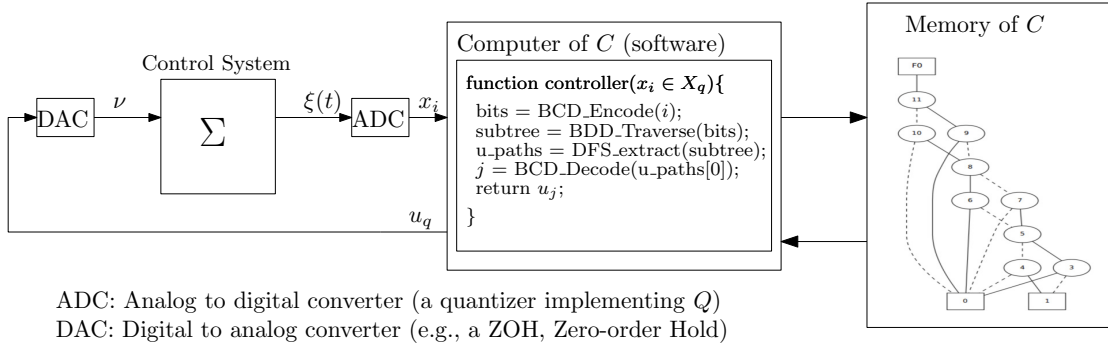 Computer of C (software)
Memory of C
Control System
function controller(x_i ∈ X_q){
bits = BCD_Encode(i);
subtree = BDD_Traverse(bits);
u_paths = DFS_extract(subtree);
j = BCD_Decode(u_paths[0]);
return u_j;
}
DAC
ν
Σ
ξ(t)
ADC
x_i
u_q
F0
11
10
9
8
6
7
5
4
3
0
1
ADC: Analog to digital converter (a quantizer implementing Q)
DAC: Digital to analog converter (e.g., a ZOH, Zero-order Hold)